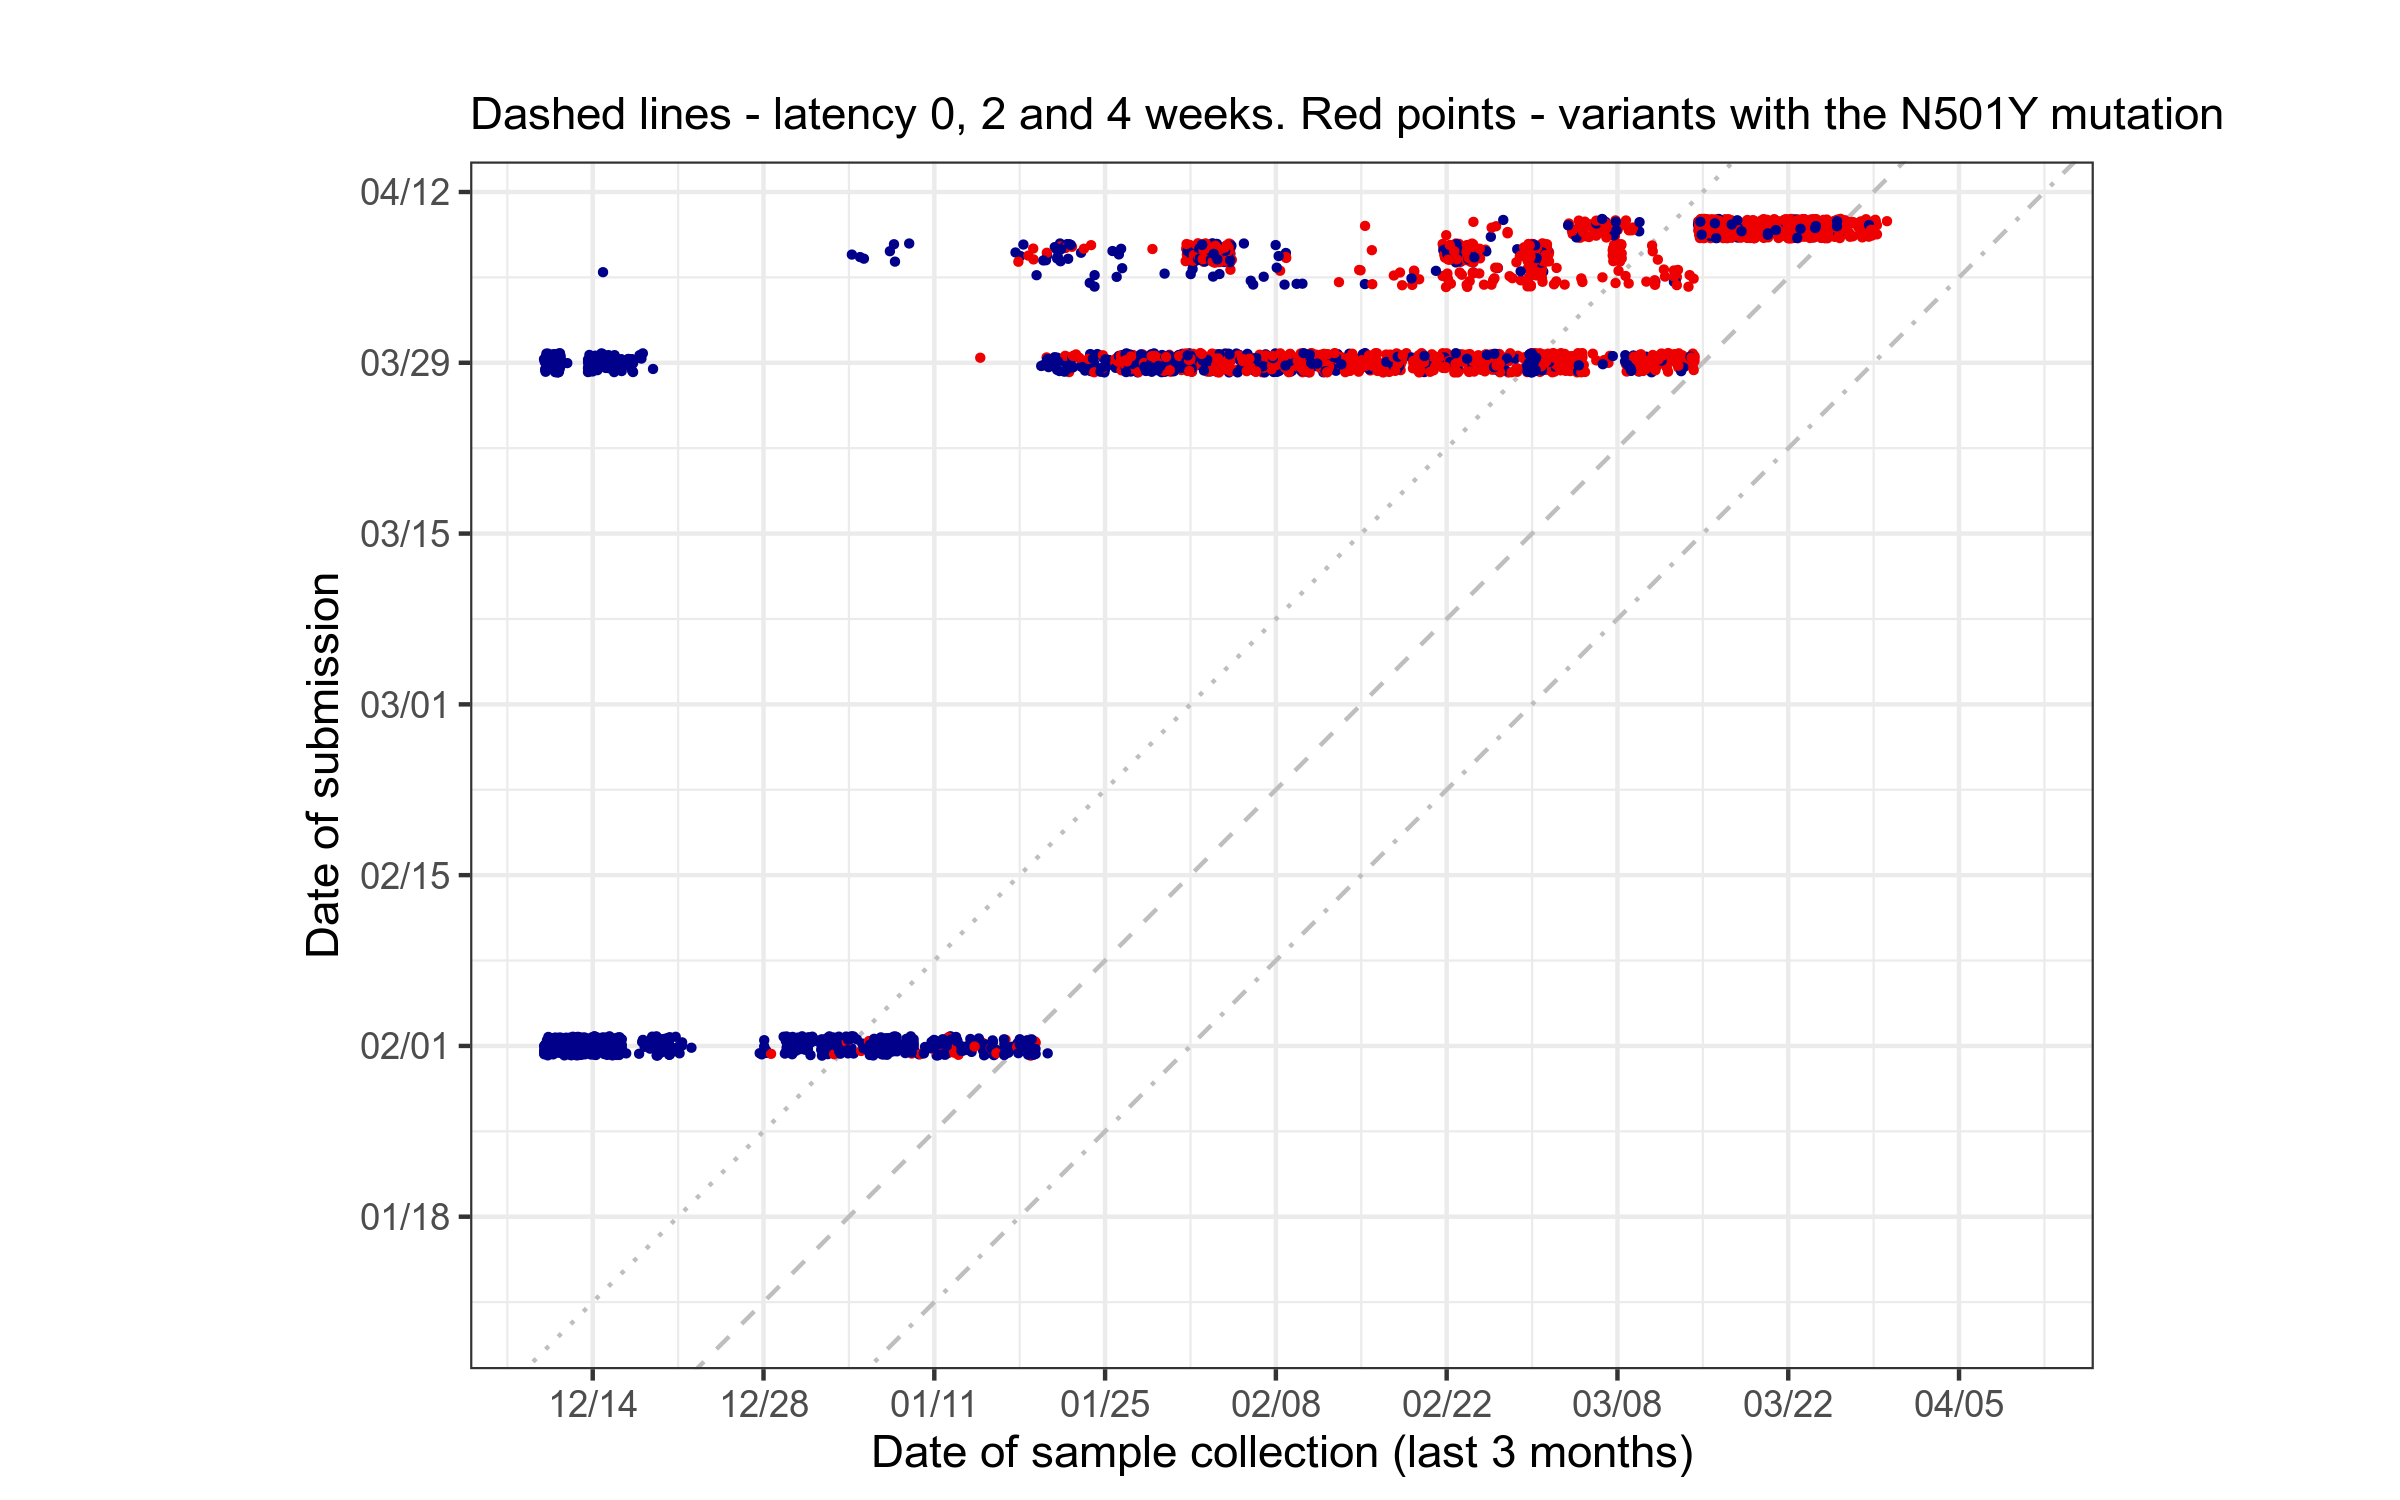 Dashed lines - latency 0, 2 and 4 weeks. Red points - variants with the N501Y mutation
04/12
03/29
03/15
03/01
02/15
02/01
01/18
Date of submission
12/14 12/28 01/11 01/25 02/08 02/22 03/08 03/22 04/05
Date of sample collection (last 3 months)